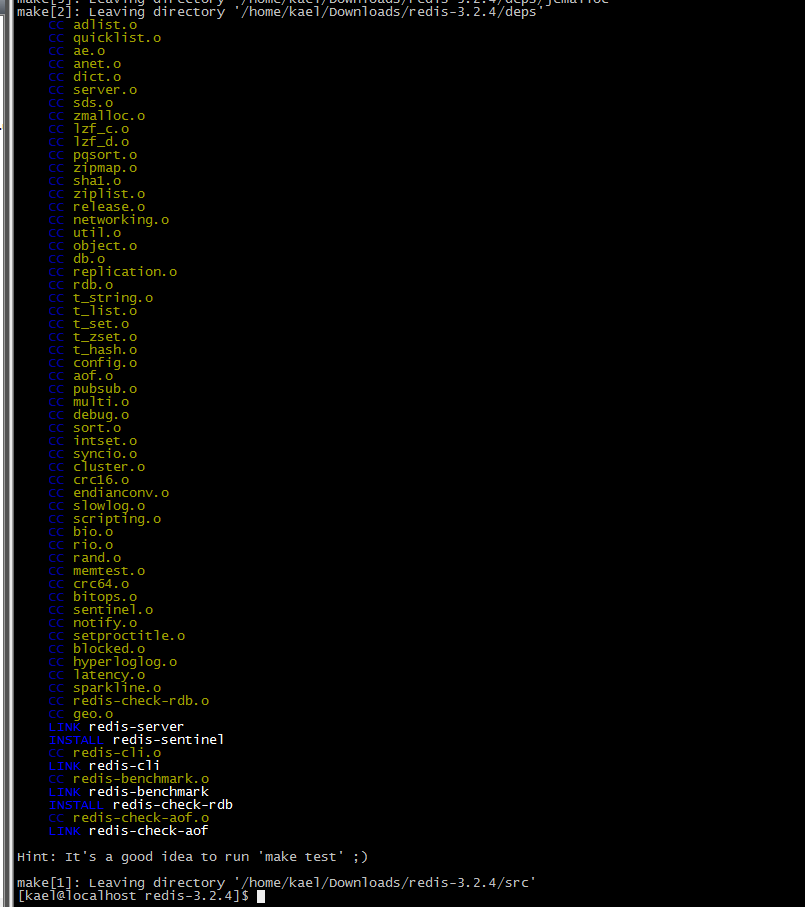 make[3]: Leaving directory '/home/kael/Downloads/redis-3.2.4/deps/jemalloc'
make[2]: Leaving directory '/home/kael/Downloads/redis-3.2.4/deps'
CC adlist.o
CC quicklist.o
CC ae.o
CC anet.o
CC dict.o
CC server.o
CC sds.o
CC zmalloc.o
CC lzf_c.o
CC lzf_d.o
CC pqsort.o
CC zipmap.o
CC sha1.o
CC ziplist.o
CC release.o
CC networking.o
CC util.o
CC object.o
CC db.o
CC replication.o
CC rdb.o
CC t_string.o
CC t_list.o
CC t_set.o
CC t_zset.o
CC t_hash.o
CC config.o
CC aof.o
CC pubsub.o
CC multi.o
CC debug.o
CC sort.o
CC intset.o
CC syncio.o
CC cluster.o
CC crc16.o
CC endianconv.o
CC slowlog.o
CC scripting.o
CC bio.o
CC rio.o
CC rand.o
CC memtest.o
CC crc64.o
CC bitops.o
CC sentinel.o
CC notify.o
CC setproctitle.o
CC blocked.o
CC hyperloglog.o
CC latency.o
CC sparkline.o
CC redis-check-rdb.o
CC geo.o
LINK redis-server
INSTALL redis-sentinel
CC redis-cli.o
LINK redis-cli
CC redis-benchmark.o
LINK redis-benchmark
INSTALL redis-check-rdb
CC redis-check-aof.o
LINK redis-check-aof
Hint: It's a good idea to run 'make test' ;)
make[1]: Leaving directory '/home/kael/Downloads/redis-3.2.4/src'
[kael@localhost redis-3.2.4]$